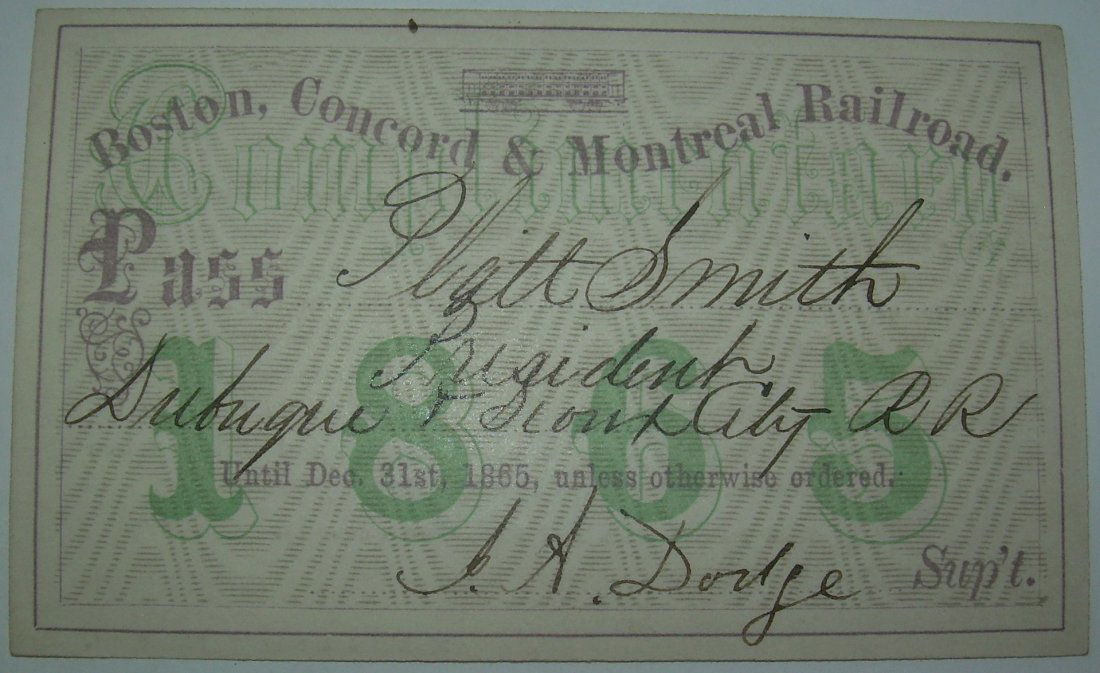 Boston, Concord & Montreal Railroad.
Complimentary
Pass Platt Smith
President
Dubuque & Sioux City RR
1865
Until Dec. 31st, 1865, unless otherwise ordered.
J. A. Dodge Sup't.